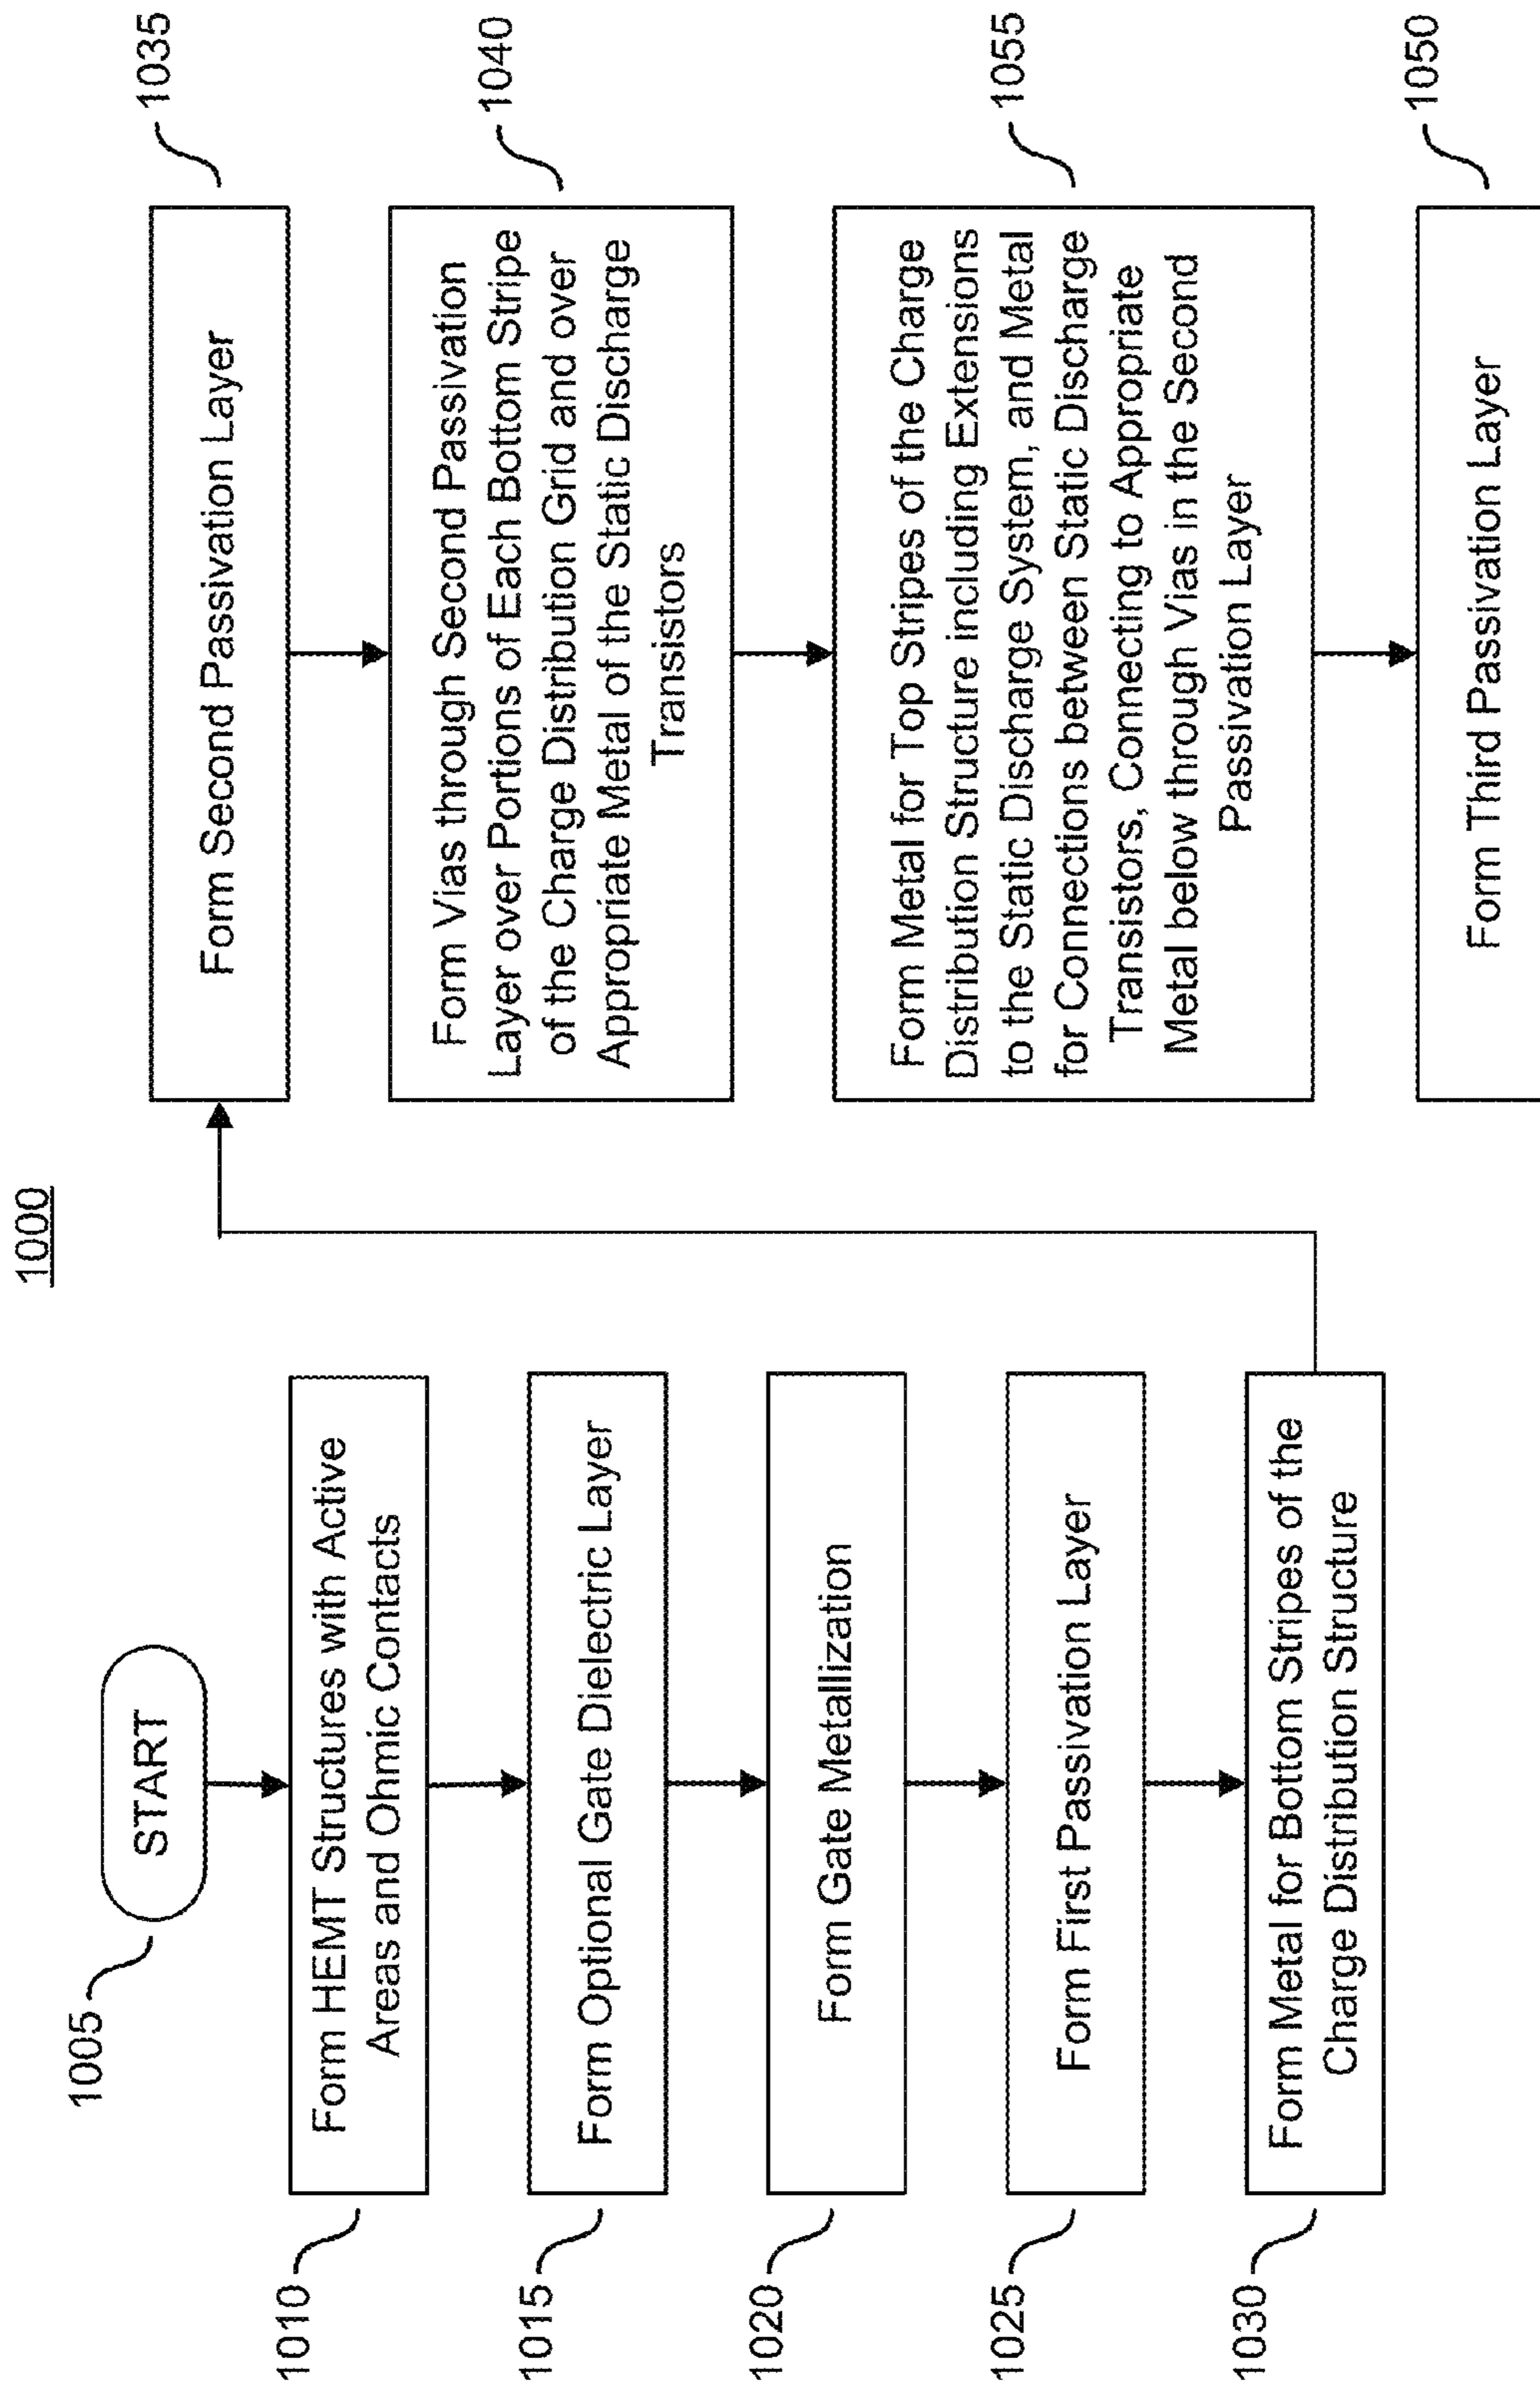 1000
1005
START
1010
Form HEMT Structures with Active
Areas and Ohmic Contacts
1015
Form Optional Gate Dielectric Layer
1020
Form Gate Metallization
1025
Form First Passivation Layer
1030
Form Metal for Bottom Stripes of the
Charge Distribution Structure
1035
Form Second Passivation Layer
1040
Form Vias through Second Passivation
Layer over Portions of Each Bottom Stripe
of the Charge Distribution Grid and over
Appropriate Metal of the Static Discharge
Transistors
1055
Form Metal for Top Stripes of the Charge
Distribution Structure including Extensions
to the Static Discharge System, and Metal
for Connections between Static Discharge
Transistors, Connecting to Appropriate
Metal below through Vias in the Second
Passivation Layer
1050
Form Third Passivation Layer